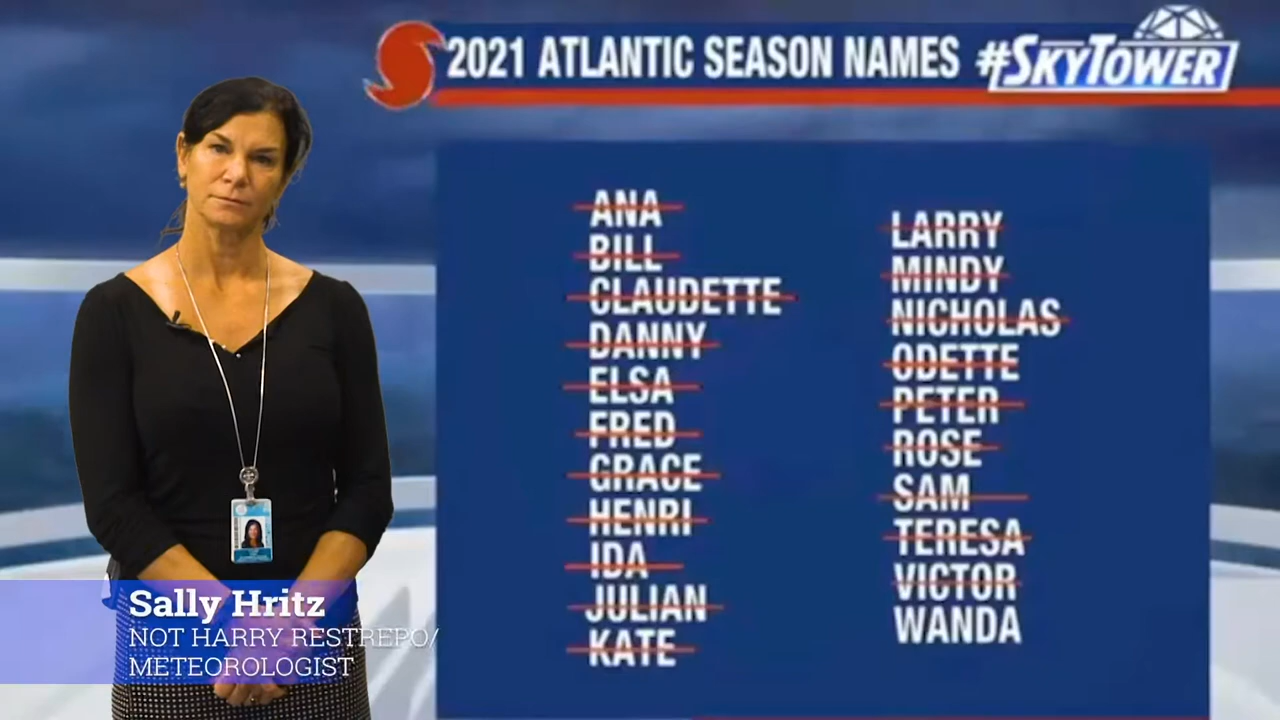 2021 ATLANTIC SEASON NAMES #SKYTOWER
ANA
BILL
CLAUDETTE
DANNY
ELSA
FRED
GRACE
HENRI
IDA
JULIAN
KATE
LARRY
MINDY
NICHOLAS
ODETTE
PETER
ROSE
SAM
TERESA
VICTOR
WANDA
Sally Hritz
NOT HARRY RESTREPO/
METEOROLOGIST